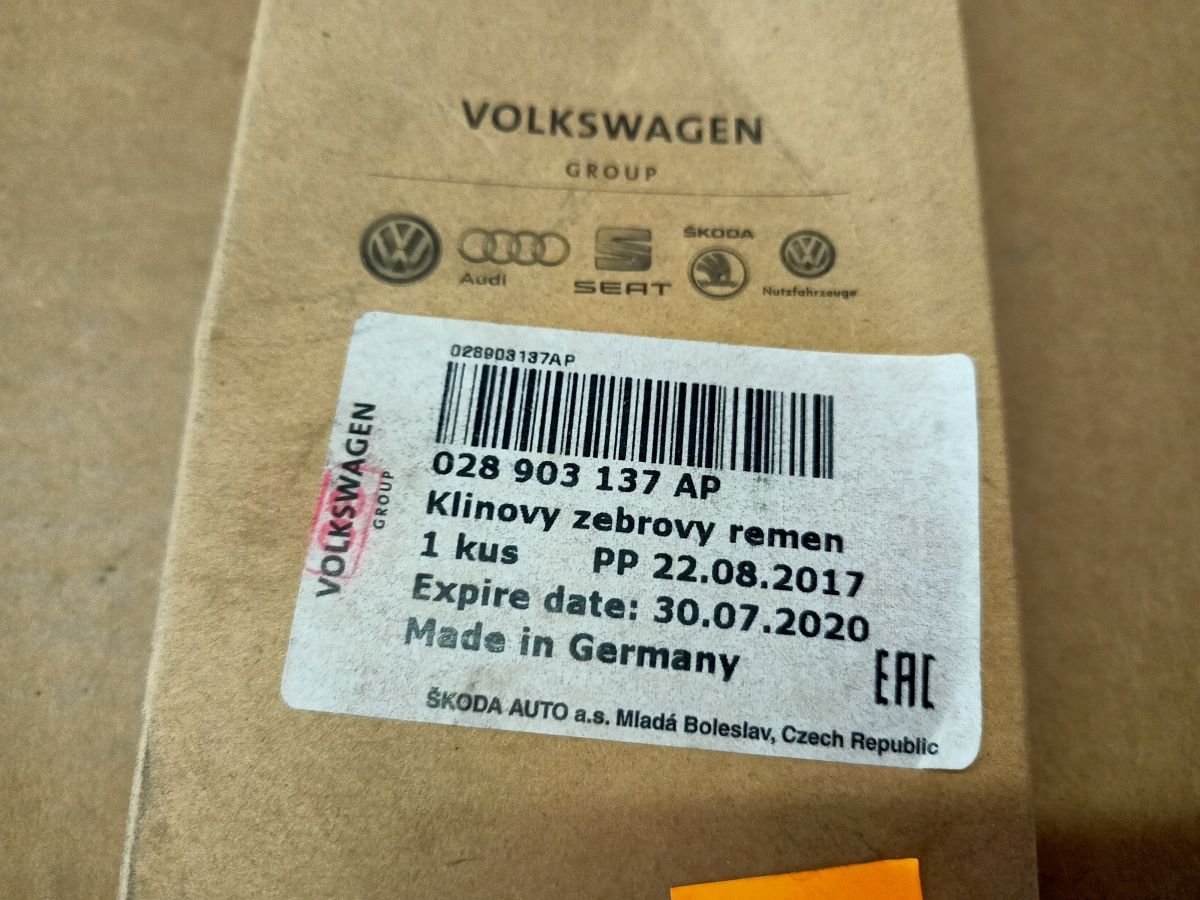 VOLKSWAGEN
GROUP
Audi
SEAT
ŠKODA
Nutzfahrzeuge
028903137AP
028 903 137 AP
Klinovy zebrovy remen
1 kus PP 22.08.2017
Expire date: 30.07.2020
Made in Germany
EAC
ŠKODA AUTO a.s. Mladá Boleslav, Czech Republic
VOLKSWAGEN
GROUP